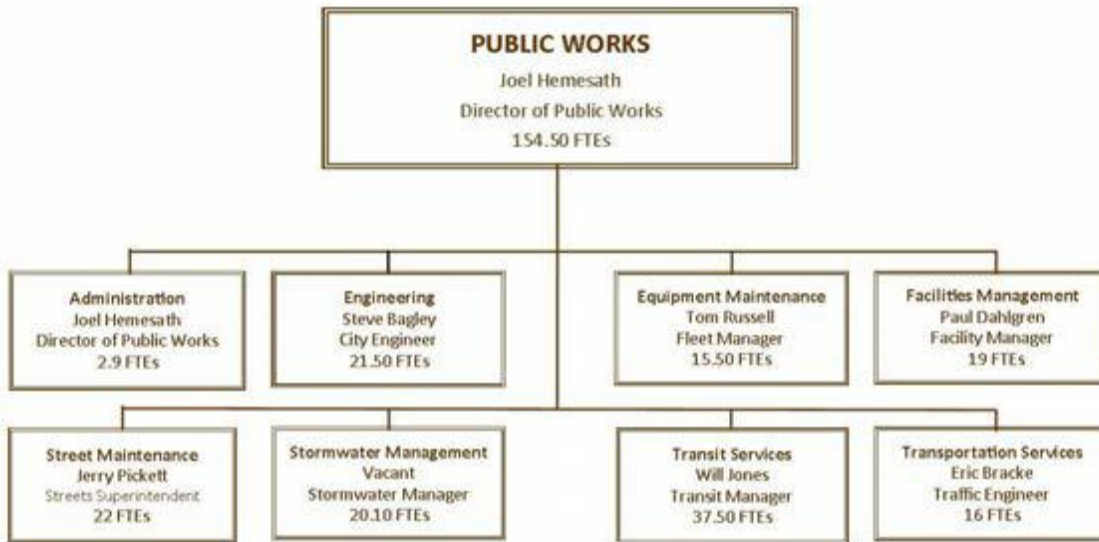 PUBLIC WORKS
Joel Hemesath
Director of Public Works
154.50 FTEs
Administration
Joel Hemesath
Director of Public Works
2.9 FTEs
Engineering
Steve Bagley
City Engineer
21.50 FTEs
Equipment Maintenance
Tom Russell
Fleet Manager
15.50 FTEs
Facilities Management
Paul Dahlgren
Facility Manager
19 FTEs
Street Maintenance
Jerry Pickett
Streets Superintendent
22 FTEs
Stormwater Management
Vacant
Stormwater Manager
20.10 FTEs
Transit Services
Will Jones
Transit Manager
37.50 FTEs
Transportation Services
Eric Bracke
Traffic Engineer
16 FTEs